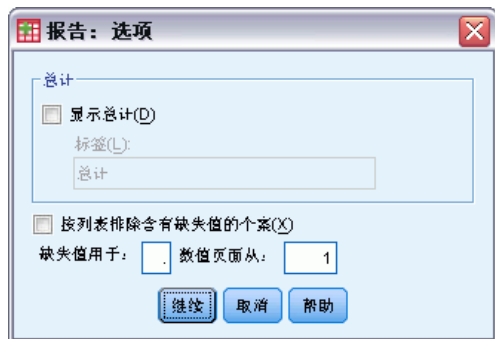 报告：选项
总计
显示总计(D)
标签(L):
总计
按列表排除含有缺失值的个案(X)
缺失值用于： . 数值页面从： 1
继续 取消 帮助